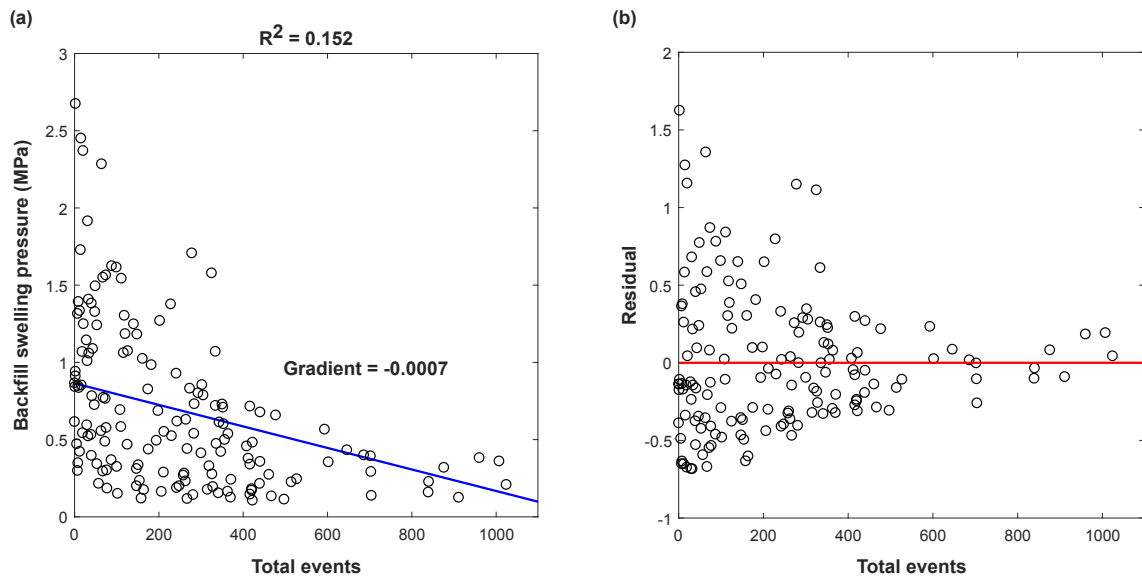 (a)
R2 = 0.152
3
2.5
2
1.5
1
0.5
0
Backfill swelling pressure (MPa)
Gradient = -0.0007
0 200 400 600 800 1000
Total events
(b)
2
1.5
1
0.5
0
-0.5
-1
Residual
0 200 400 600 800 1000
Total events